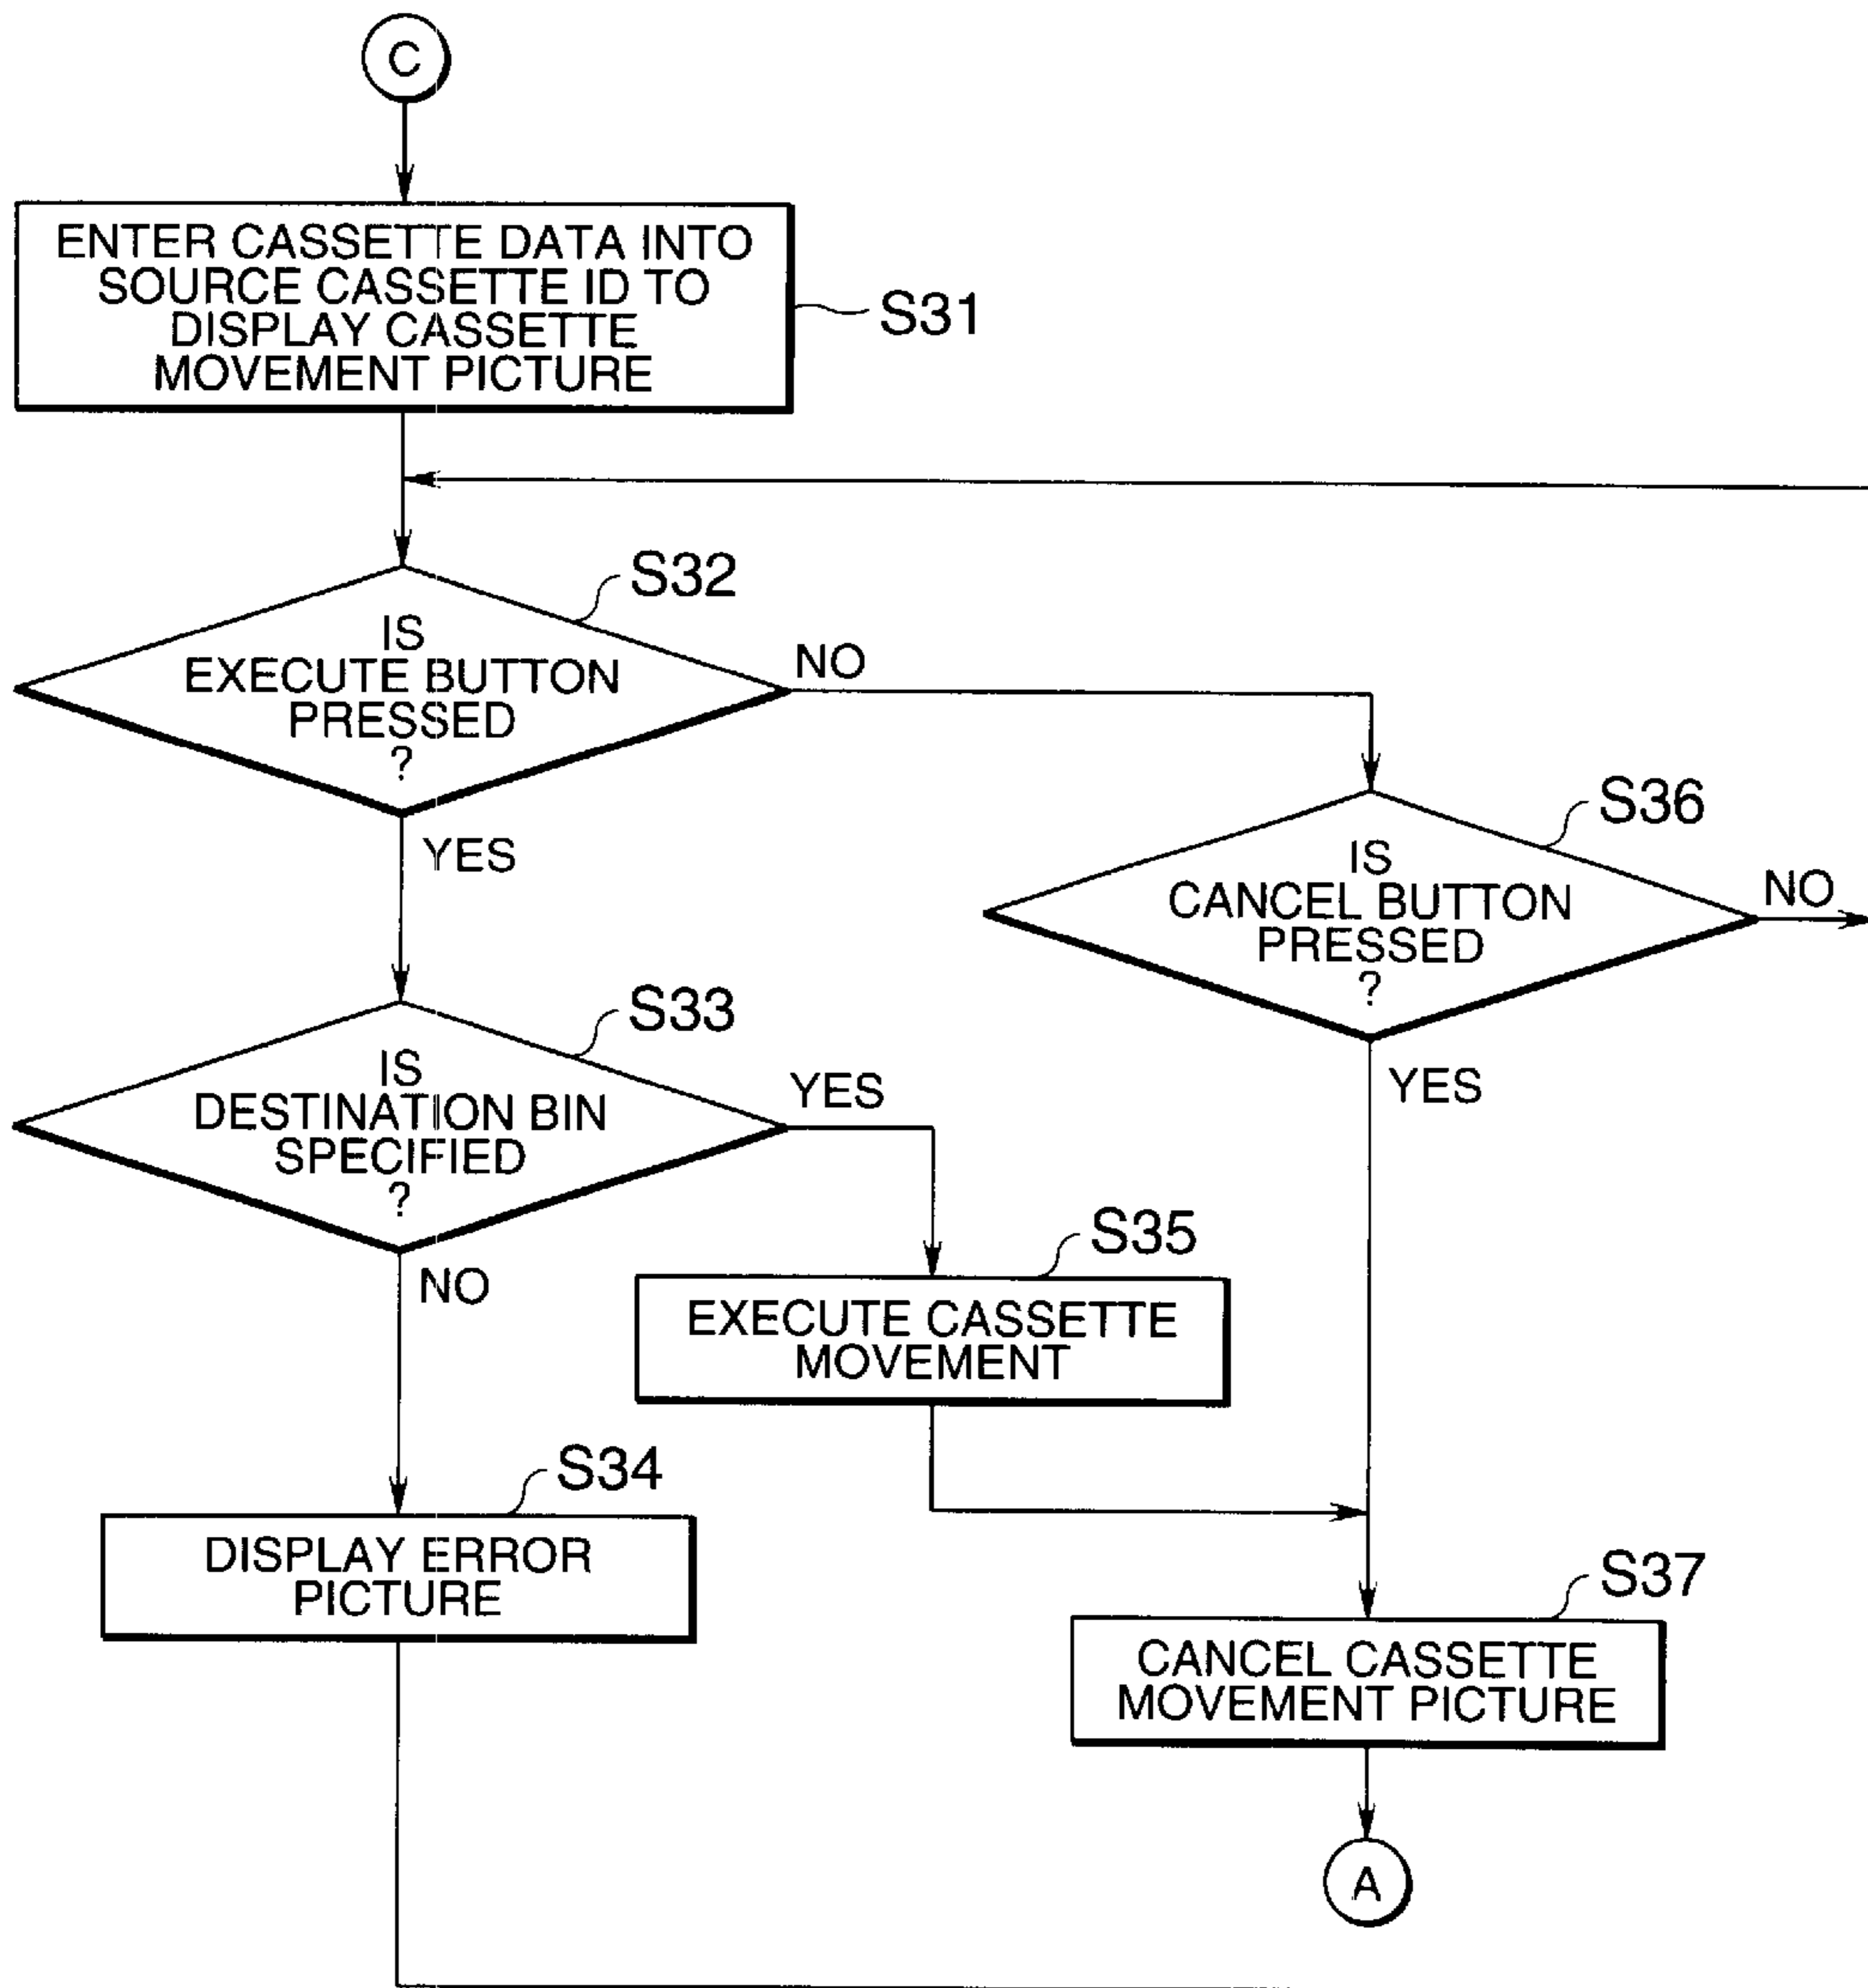 C
ENTER CASSETTE DATA INTO
SOURCE CASSETTE ID TO
DISPLAY CASSETTE
MOVEMENT PICTURE
S31
S32
IS
EXECUTE BUTTON
PRESSED
?
NO
YES
S36
IS
CANCEL BUTTON
PRESSED
?
NO
YES
S33
IS
DESTINATION BIN
SPECIFIED
?
YES
NO
S35
EXECUTE CASSETTE
MOVEMENT
S34
DISPLAY ERROR
PICTURE
S37
CANCEL CASSETTE
MOVEMENT PICTURE
A